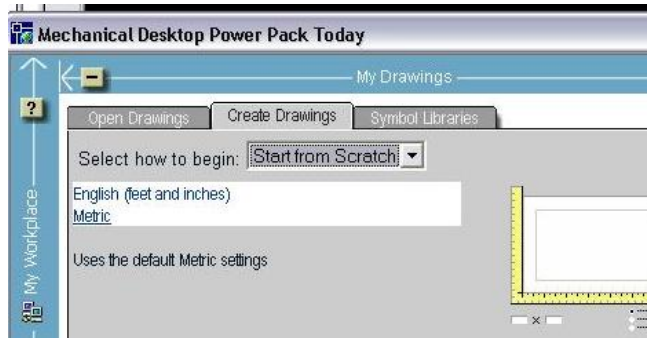 Mechanical Desktop Power Pack Today
My Drawings
?
Open Drawings
Create Drawings
Symbol Libraries
Select how to begin: Start from Scratch
English (feet and inches)
Metric
Uses the default Metric settings
My Workplace